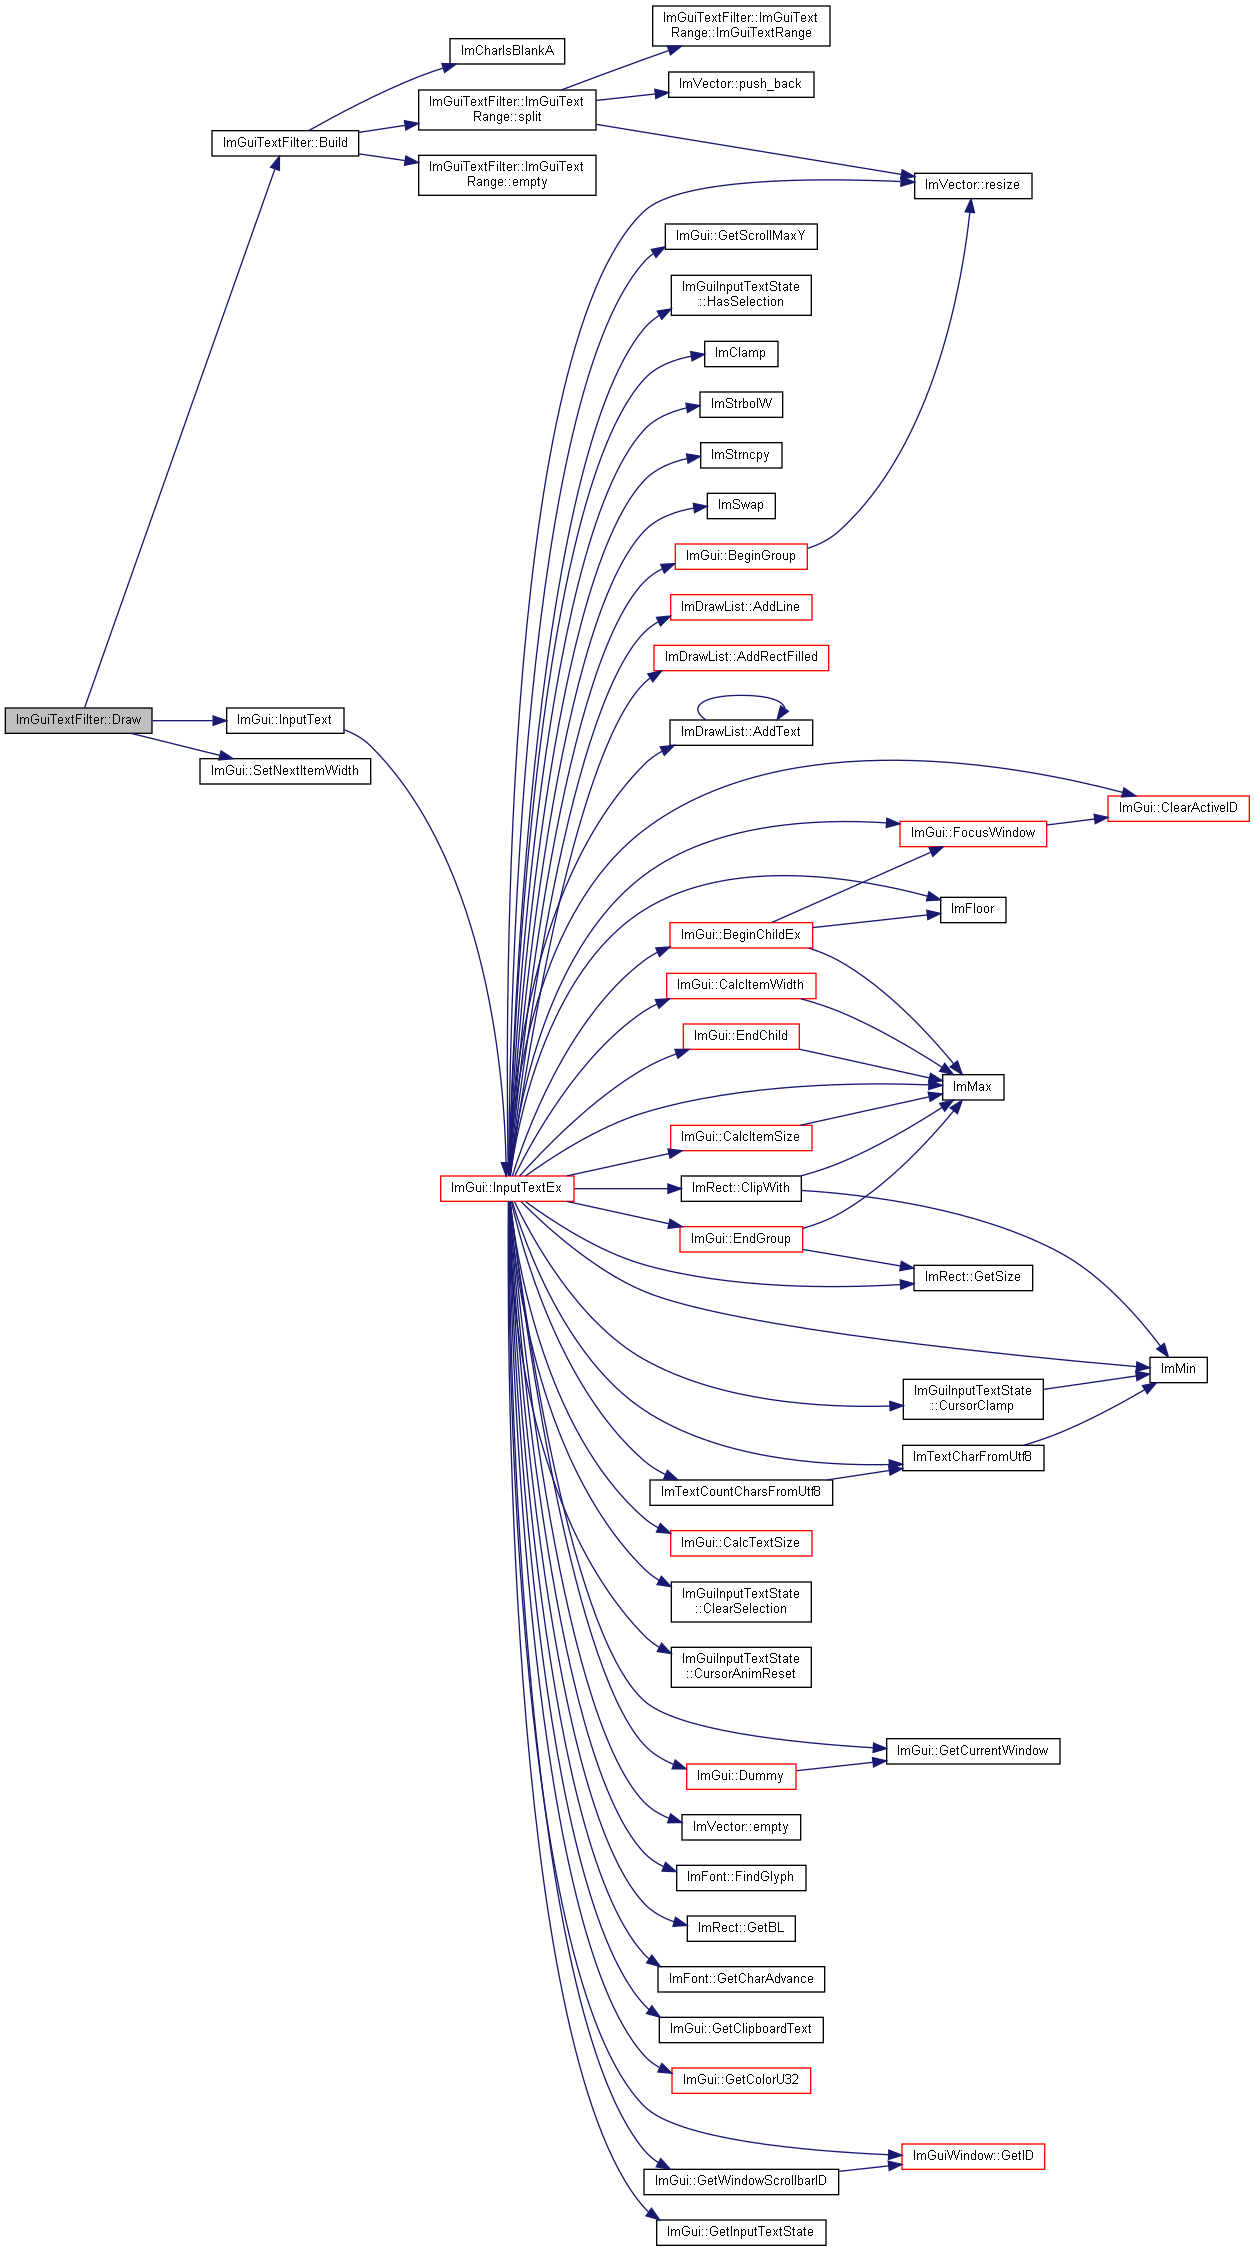 ImGuiTextFilter::ImGuiText
Range::ImGuiTextRange
ImCharIsBlankA
ImVector::push_back
ImGuiTextFilter::ImGuiText
Range::split
ImGuiTextFilter::Build
ImGuiTextFilter::ImGuiText
Range::empty
ImVector::resize
ImGui::GetScrollMaxY
ImGuiInputTextState
::HasSelection
ImClamp
ImStrbolW
ImStrncpy
ImSwap
ImGui::BeginGroup
ImDrawList::AddLine
ImDrawList::AddRectFilled
ImGuiTextFilter::Draw
ImGui::InputText
ImDrawList::AddText
ImGui::SetNextItemWidth
ImGui::ClearActiveID
ImGui::FocusWindow
ImFloor
ImGui::BeginChildEx
ImGui::CalcItemWidth
ImGui::EndChild
ImMax
ImGui::CalcItemSize
ImGui::InputTextEx
ImRect::ClipWith
ImGui::EndGroup
ImRect::GetSize
ImMin
ImGuiInputTextState
::CursorClamp
ImTextCharFromUtf8
ImTextCountCharsFromUtf8
ImGui::CalcTextSize
ImGuiInputTextState
::ClearSelection
ImGuiInputTextState
::CursorAnimReset
ImGui::GetCurrentWindow
ImGui::Dummy
ImVector::empty
ImFont::FindGlyph
ImRect::GetBL
ImFont::GetCharAdvance
ImGui::GetClipboardText
ImGui::GetColorU32
ImGuiWindow::GetID
ImGui::GetWindowScrollbarID
ImGui::GetInputTextState